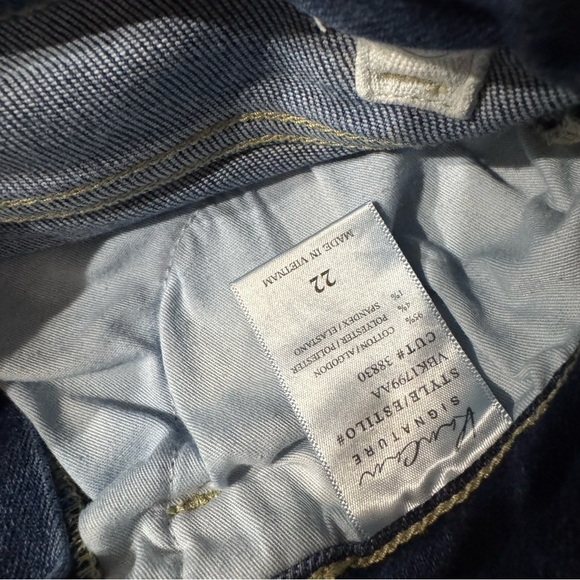 KanCan
SIGNATURE
STYLE/ESTILO#
VBK1799AA
CUT# 38830
95% COTTON/ALGODON
4% POLYESTER/POLIESTER
1% SPANDEX/ELASTANO
22
MADE IN VIETNAM